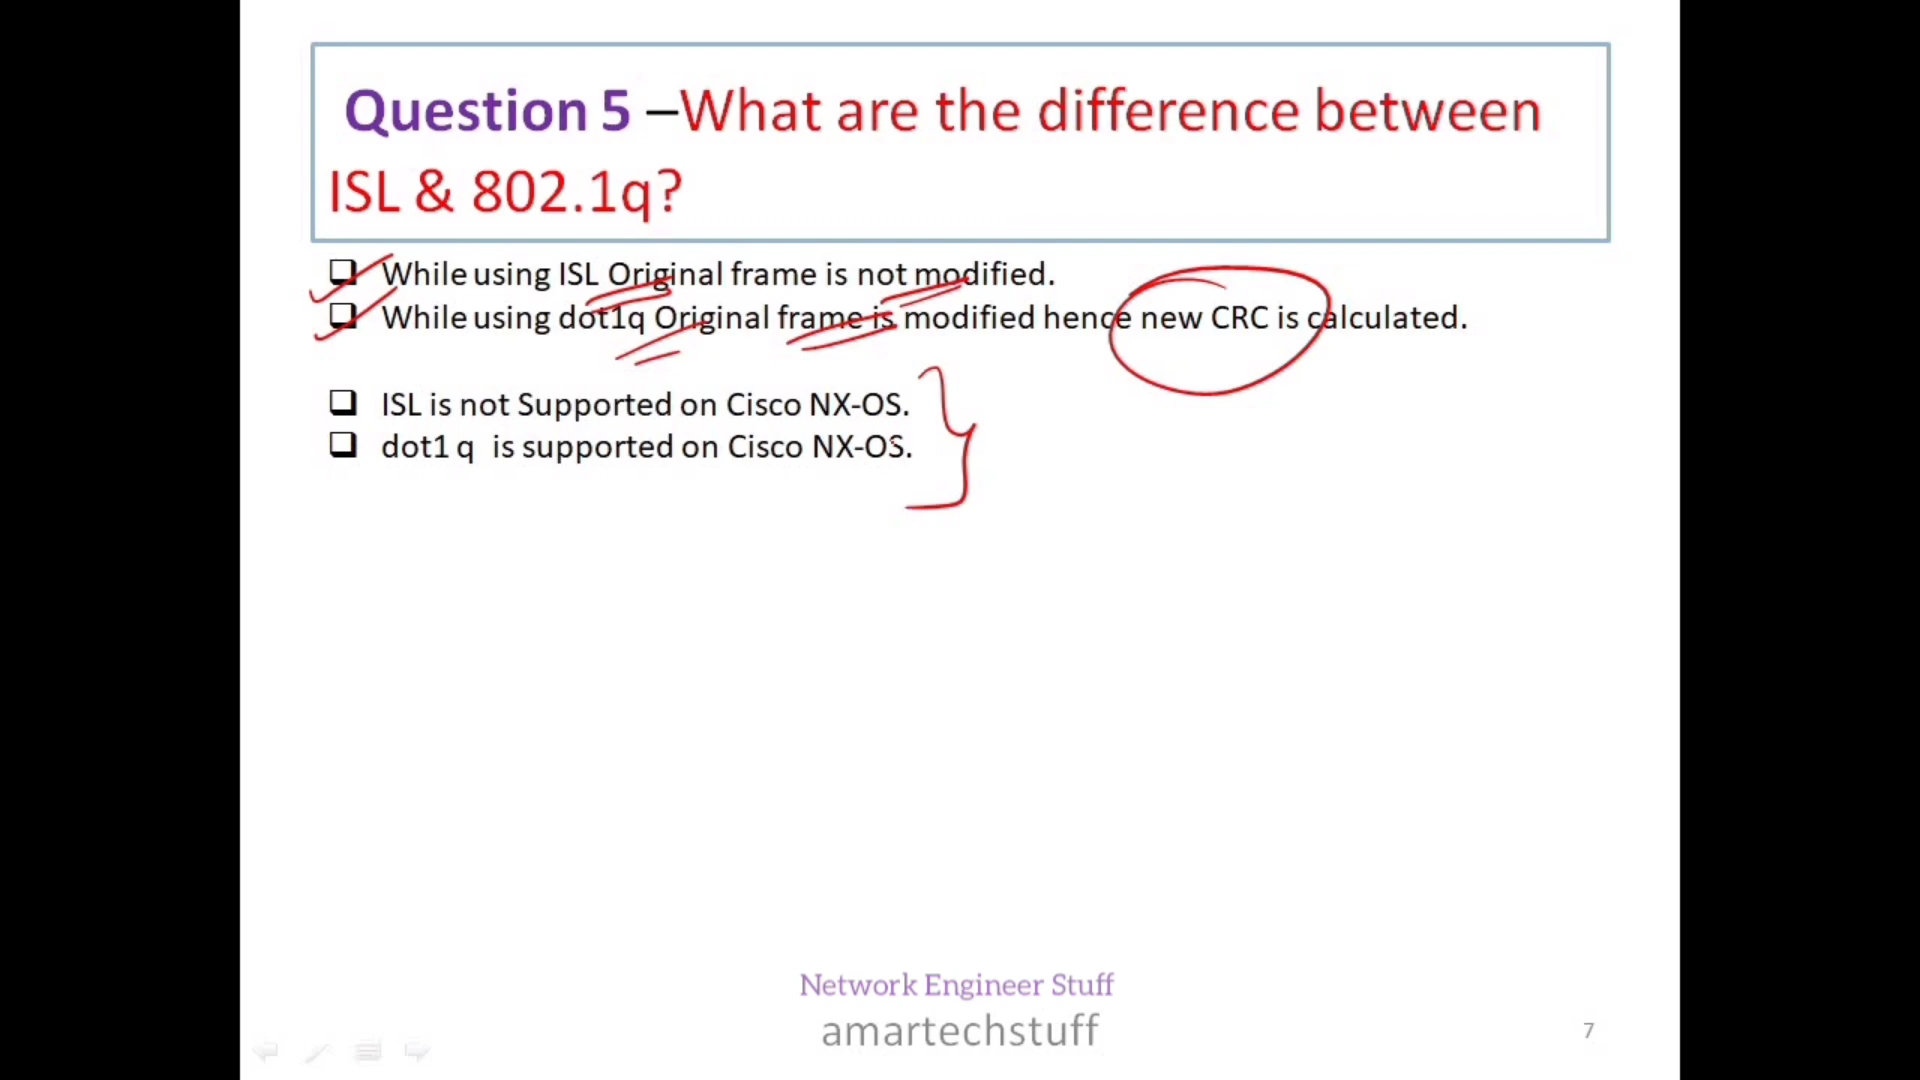 Question 5 –What are the difference between
ISL & 802.1q?
While using ISL Original frame is not modified.
While using dot1q Original frame is modified hence new CRC is calculated.
ISL is not Supported on Cisco NX-OS.
dot1 q is supported on Cisco NX-OS.
Network Engineer Stuff
amartechstuff
7